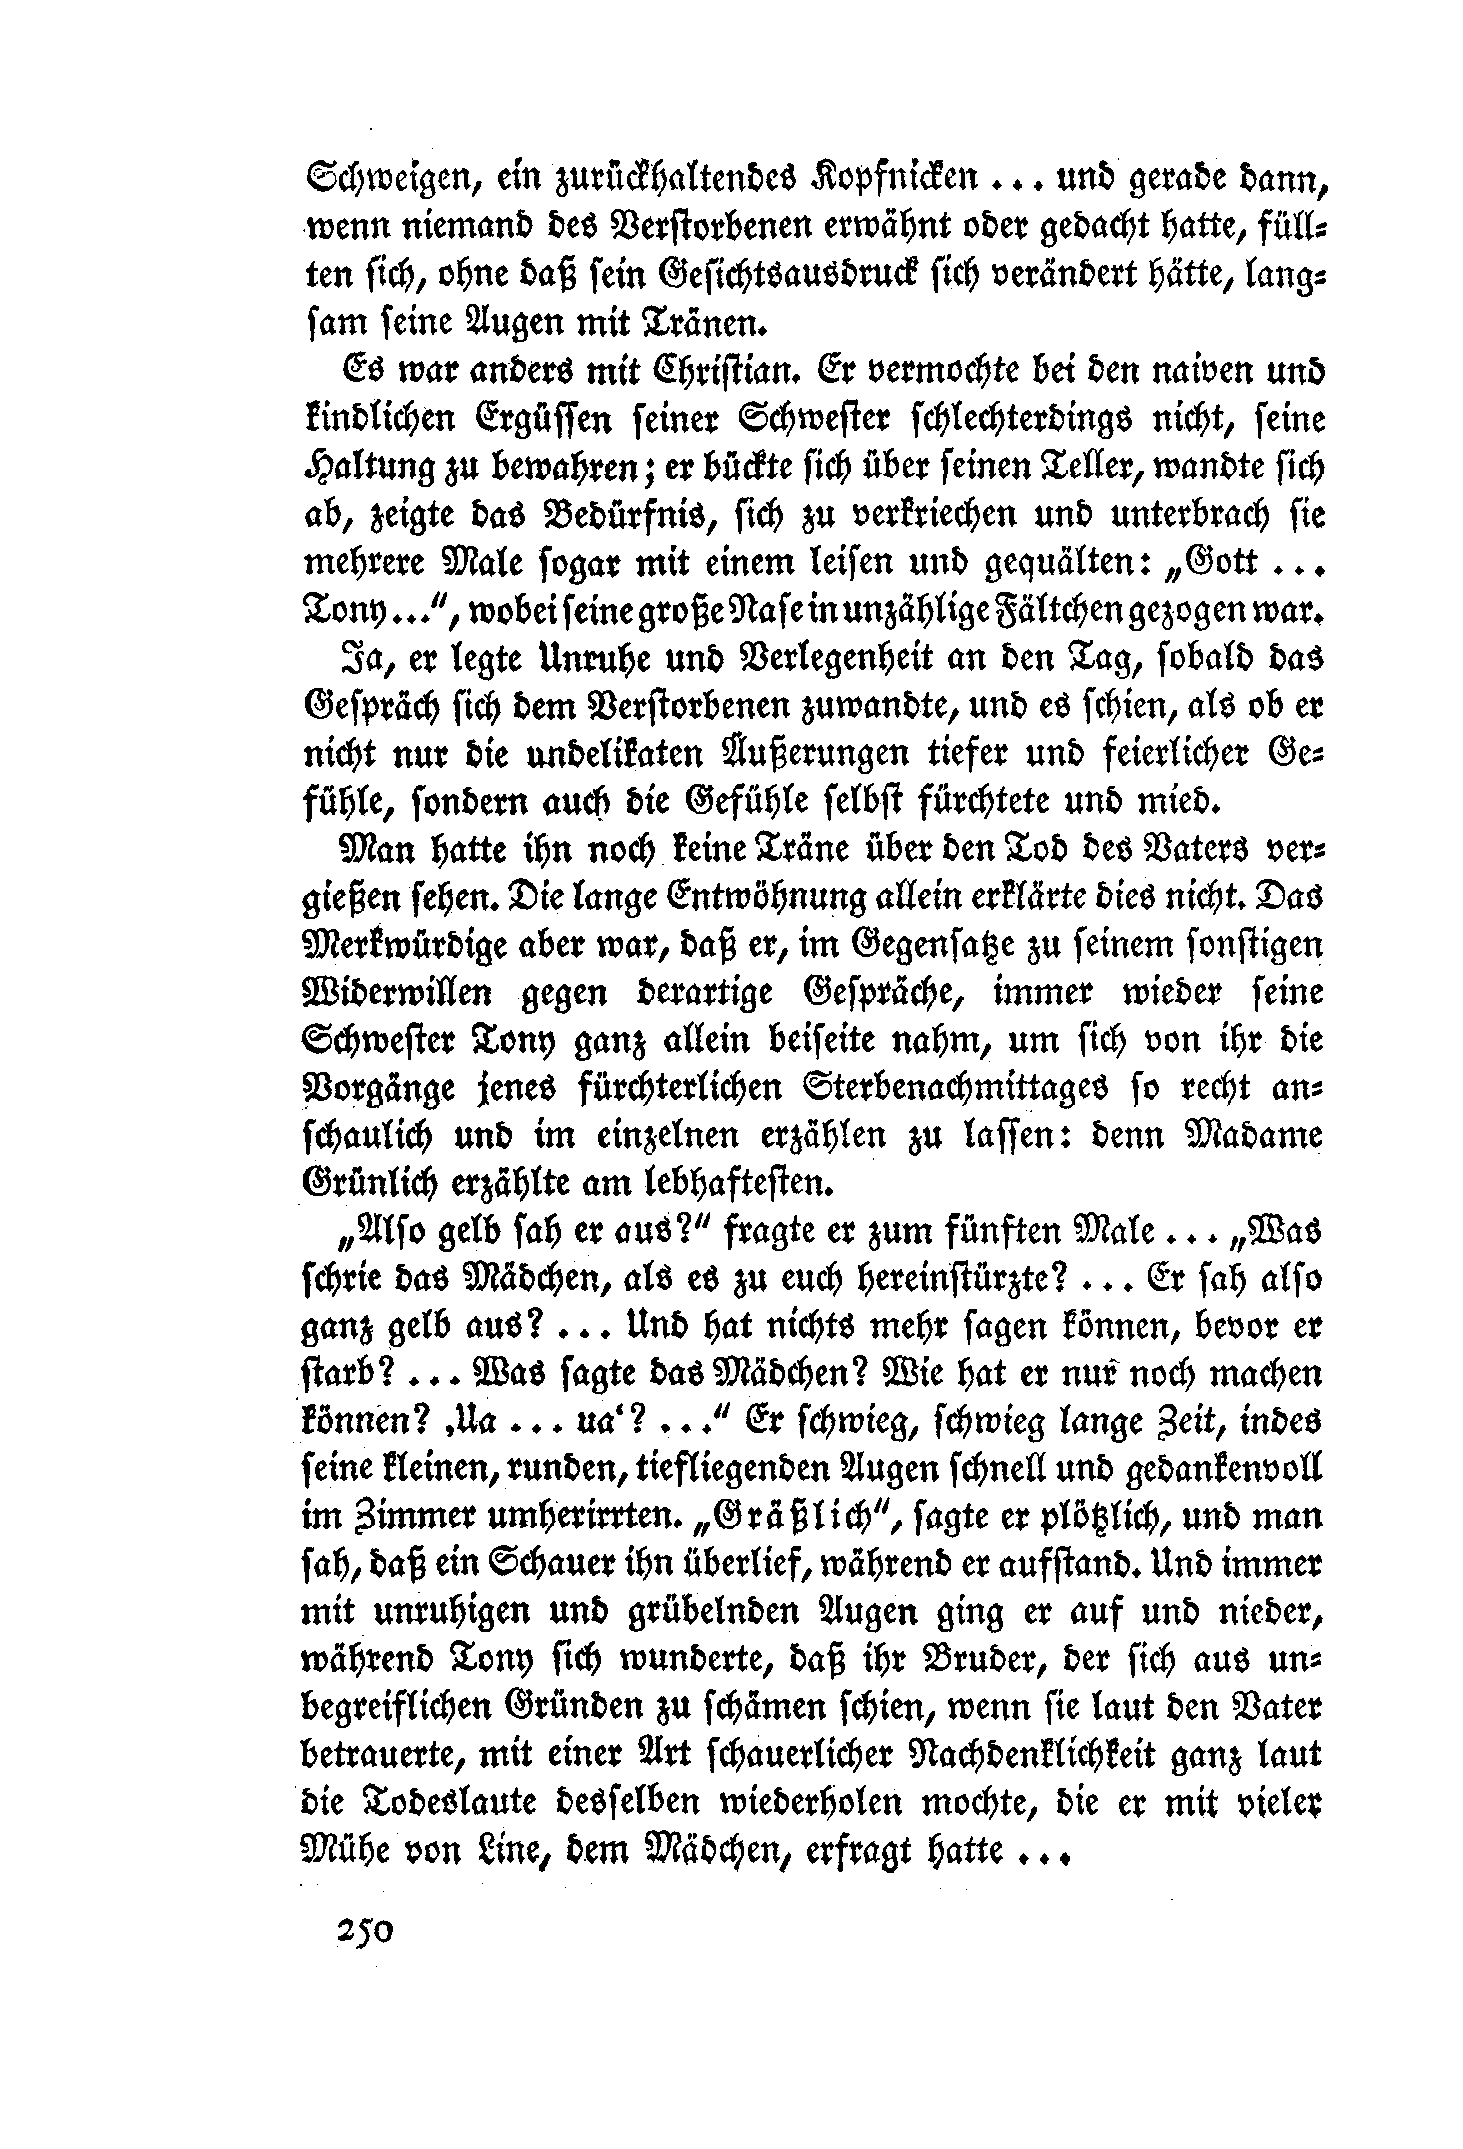 Schweigen, ein zurückhaltendes Kopfnicken ... und gerade dann,
wenn niemand des Verstorbenen erwähnt oder gedacht hatte, füll-
ten sich, ohne daß sein Gesichtsausdruck sich verändert hätte, lang-
sam seine Augen mit Tränen.
Es war anders mit Christian. Er vermochte bei den naiven und
kindlichen Ergüssen seiner Schwester schlechterdings nicht, seine
Haltung zu bewahren; er bückte sich über seinen Teller, wandte sich
ab, zeigte das Bedürfnis, sich zu verkriechen und unterbrach sie
mehrere Male sogar mit einem leisen und gequälten: „Gott ...
Tony...“, wobei seine große Nase in unzählige Fältchen gezogen war.
Ja, er legte Unruhe und Verlegenheit an den Tag, sobald das
Gespräch sich dem Verstorbenen zuwandte, und es schien, als ob er
nicht nur die undelikaten Äußerungen tiefer und feierlicher Ge-
fühle, sondern auch die Gefühle selbst fürchtete und mied.
Man hatte ihn noch keine Träne über den Tod des Vaters ver-
gießen sehen. Die lange Entwöhnung allein erklärte dies nicht. Das
Merkwürdige aber war, daß er, im Gegensatze zu seinem sonstigen
Widerwillen gegen derartige Gespräche, immer wieder seine
Schwester Tony ganz allein beiseite nahm, um sich von ihr die
Vorgänge jenes fürchterlichen Sterbenachmittages so recht an-
schaulich und im einzelnen erzählen zu lassen: denn Madame
Grünlich erzählte am lebhaftesten.
„Also gelb sah er aus?“ fragte er zum fünften Male ... „Was
schrie das Mädchen, als es zu euch hereinstürzte? ... Er sah also
ganz gelb aus? ... Und hat nichts mehr sagen können, bevor er
starb? ... Was sagte das Mädchen? Wie hat er nur noch machen
können? ‚Ua ... ua‘? ...“ Er schwieg, schwieg lange Zeit, indes
seine kleinen, runden, tiefliegenden Augen schnell und gedankenvoll
im Zimmer umherirrten. „Gräßlich“, sagte er plötzlich, und man
sah, daß ein Schauer ihn überlief, während er aufstand. Und immer
mit unruhigen und grübelnden Augen ging er auf und nieder,
während Tony sich wunderte, daß ihr Bruder, der sich aus un-
begreiflichen Gründen zu schämen schien, wenn sie laut den Vater
betrauerte, mit einer Art schauerlicher Nachdenklichkeit ganz laut
die Todeslaute desselben wiederholen mochte, die er mit vieler
Mühe von Line, dem Mädchen, erfragt hatte ...
250